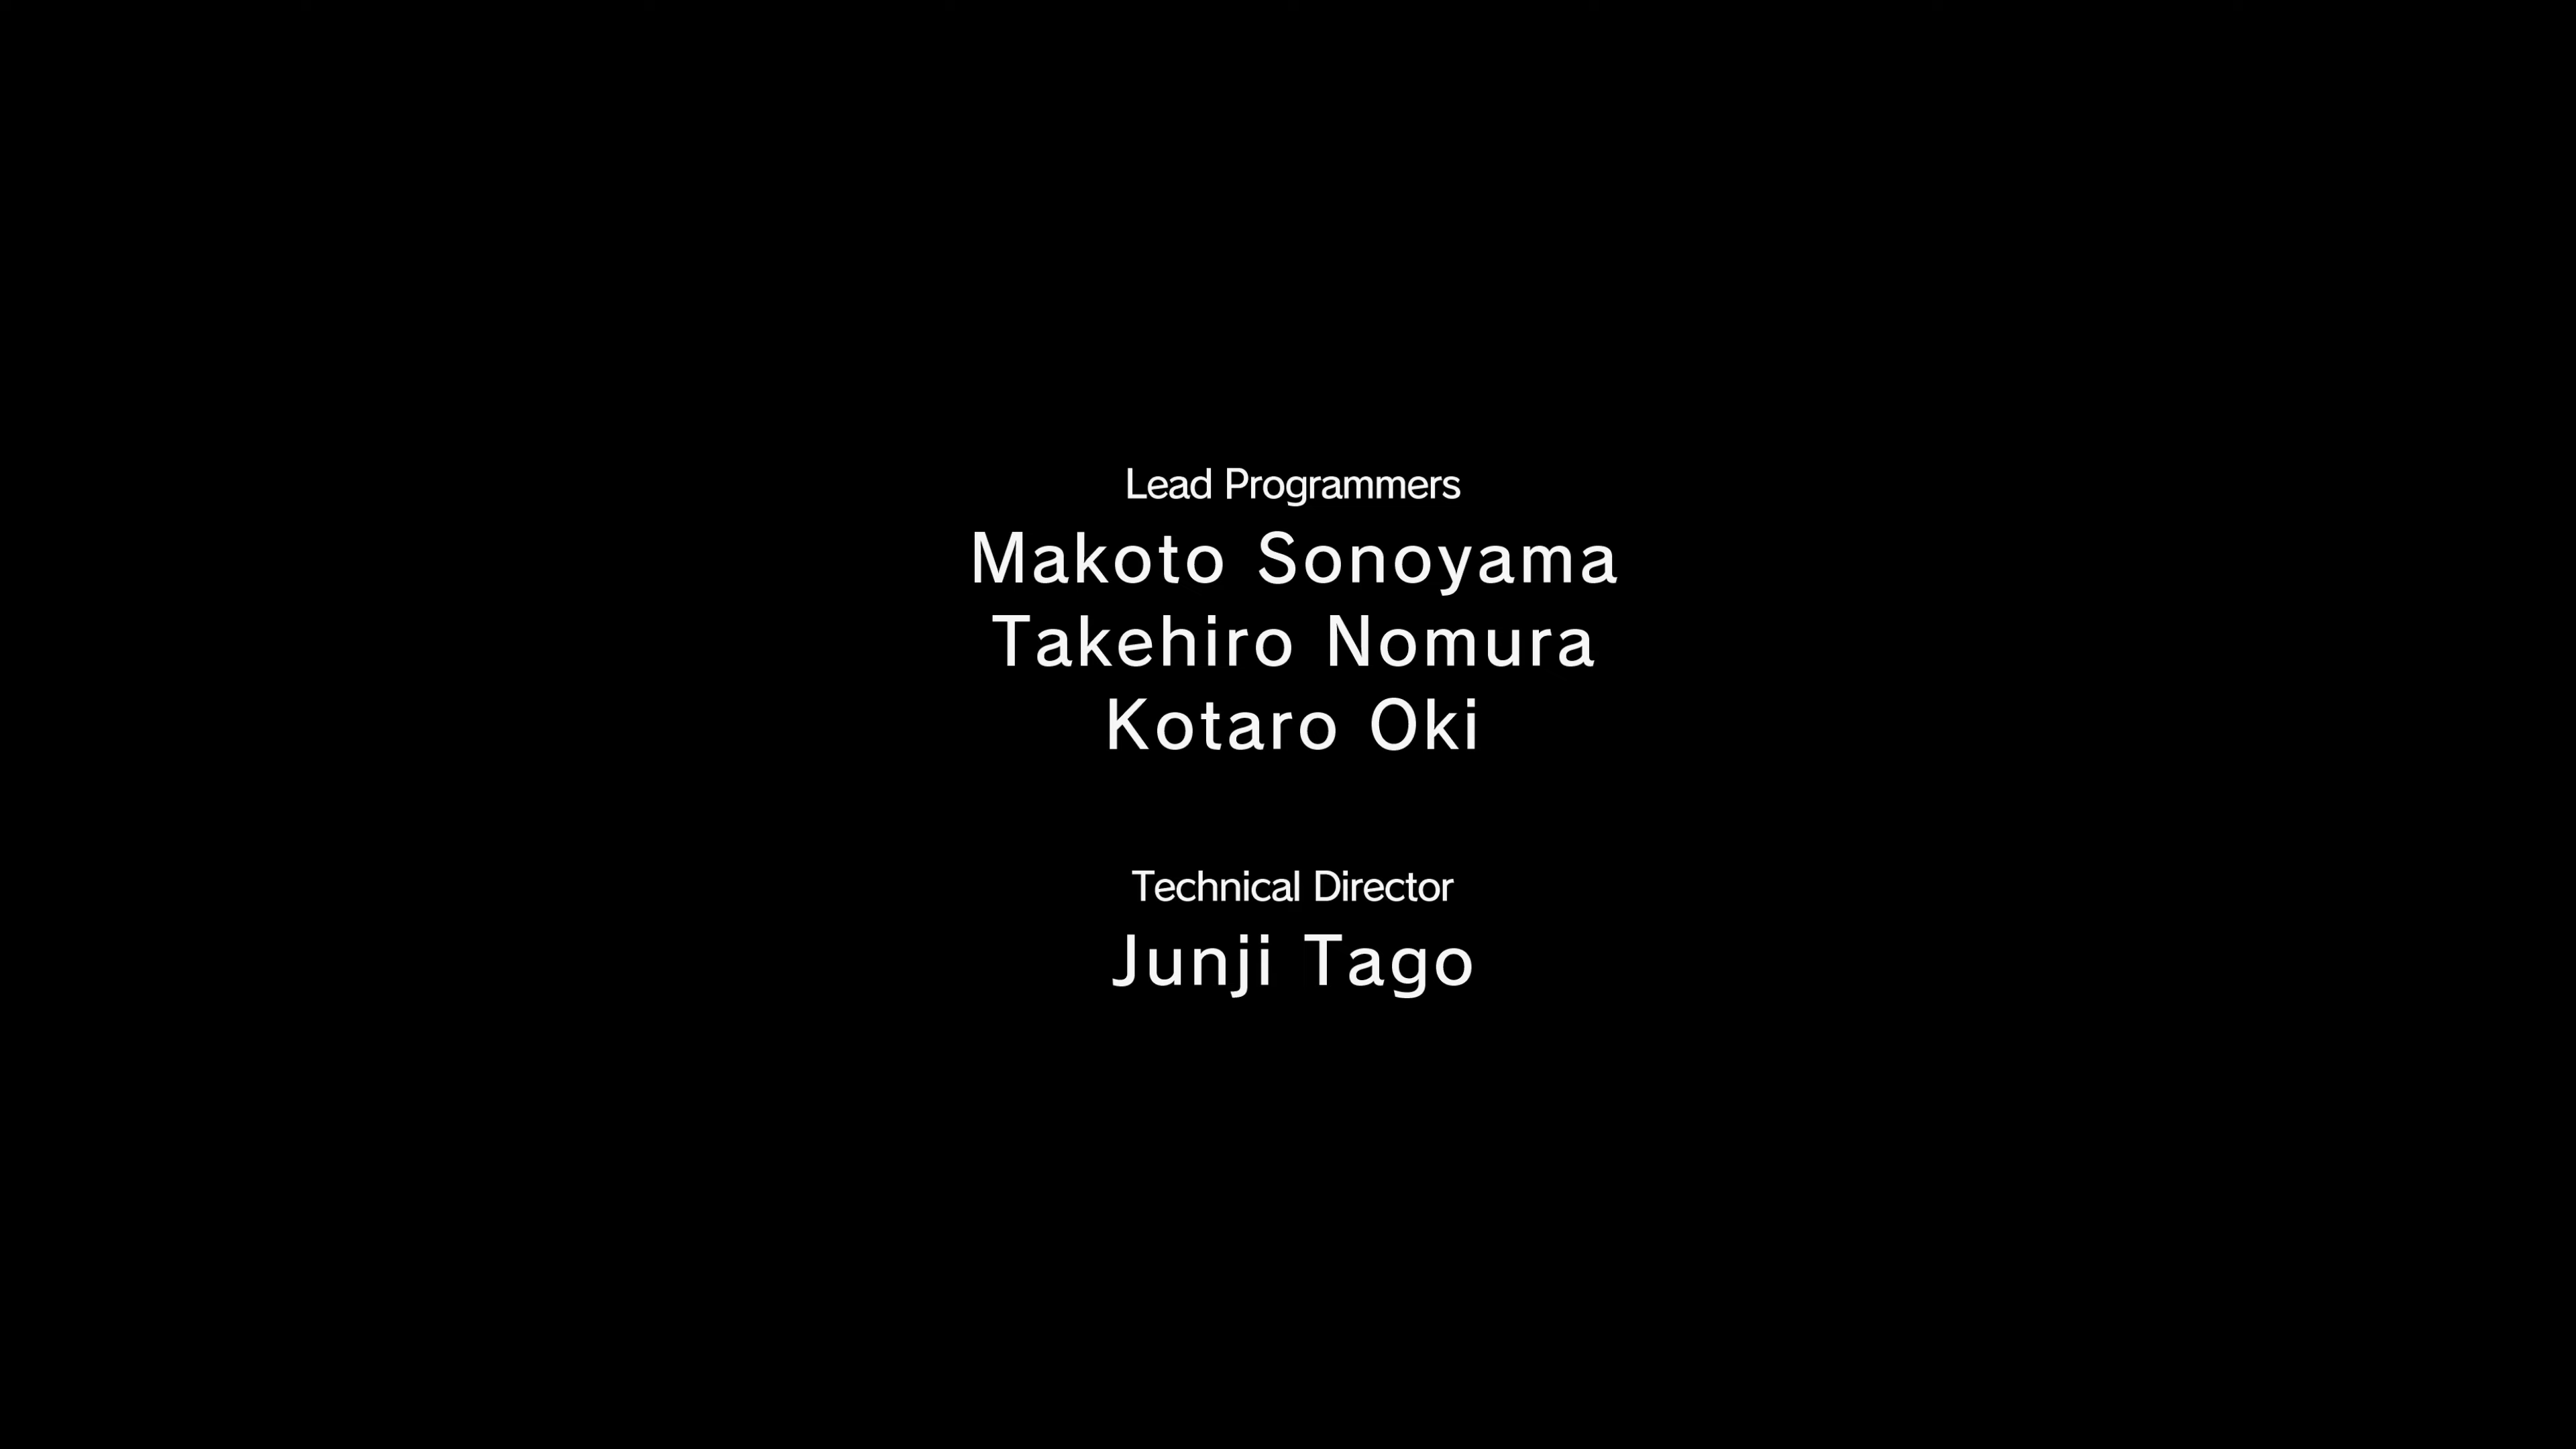 Lead Programmers
Makoto Sonoyama
Takehiro Nomura
Kotaro Oki
Technical Director
Junji Tago